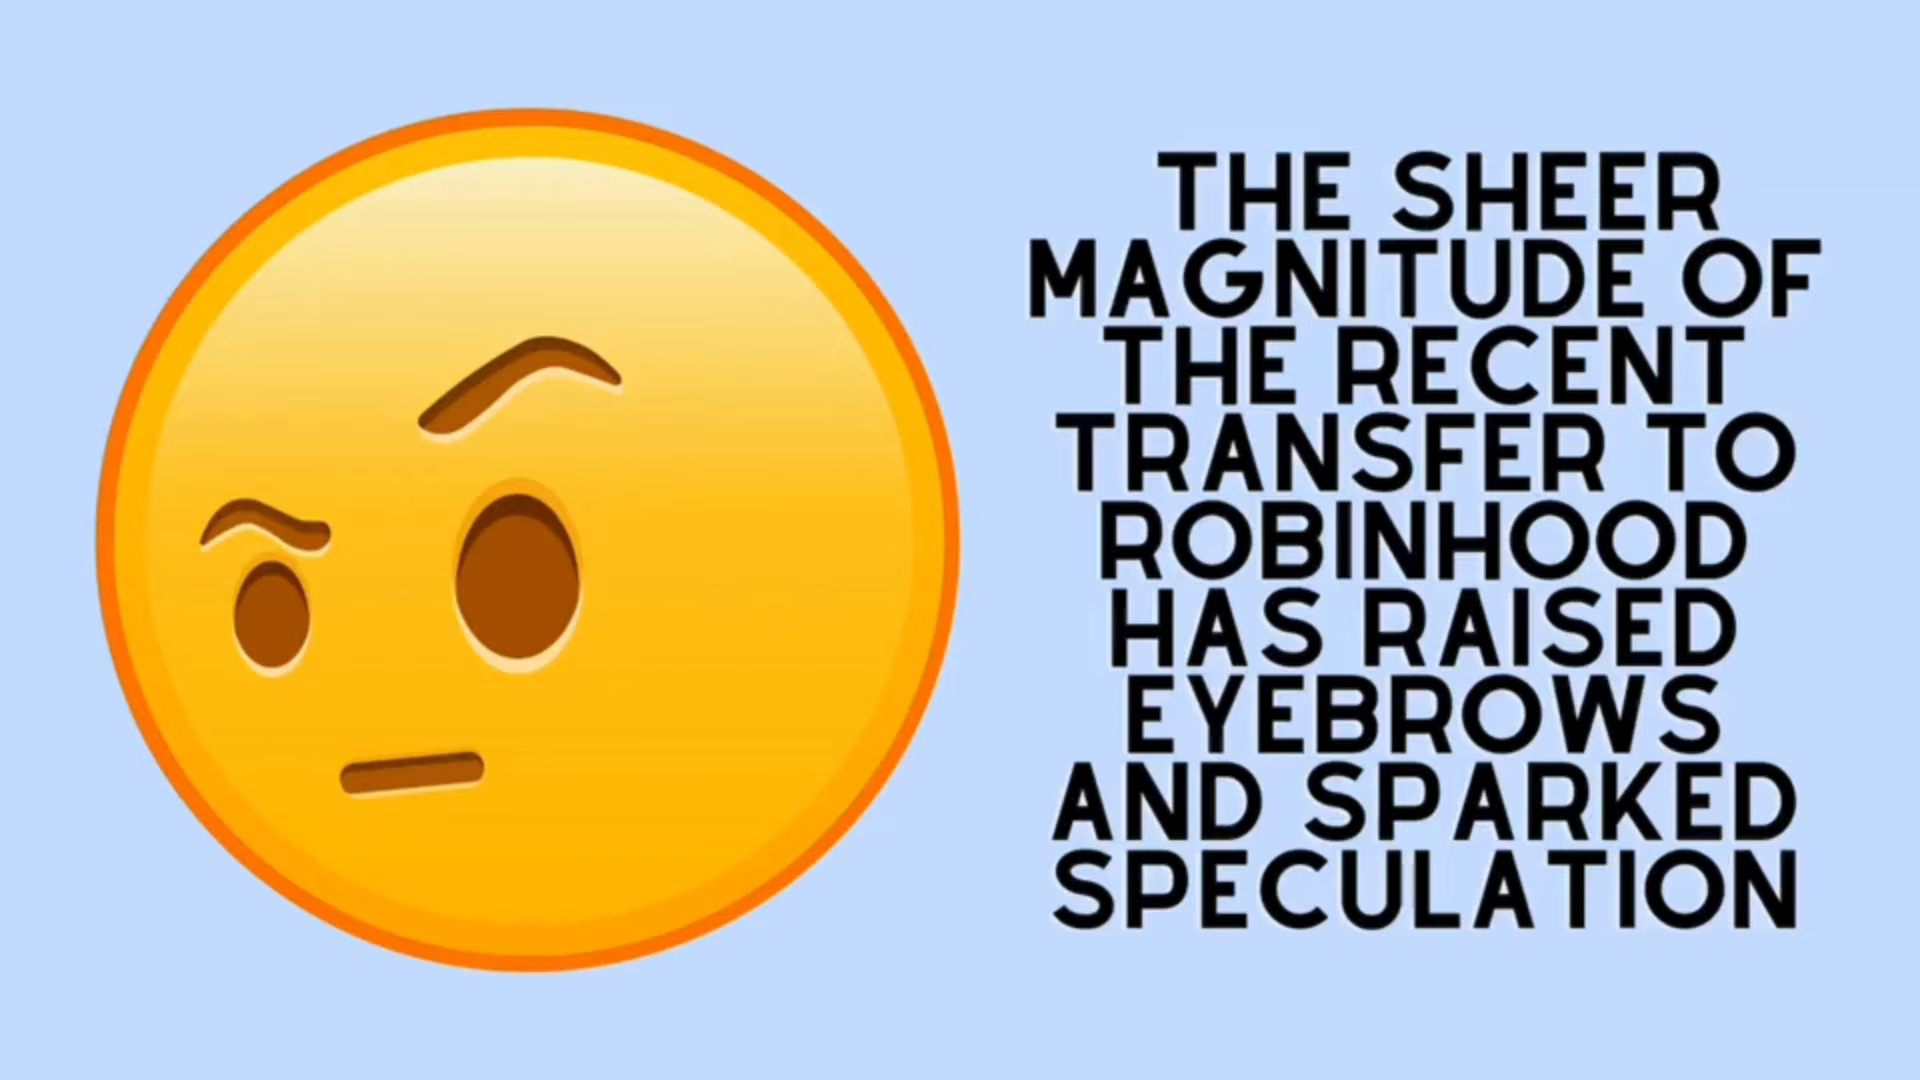 THE SHEER
MAGNITUDE OF
THE RECENT
TRANSFER TO
ROBINHOOD
HAS RAISED
EYEBROWS
AND SPARKED
SPECULATION